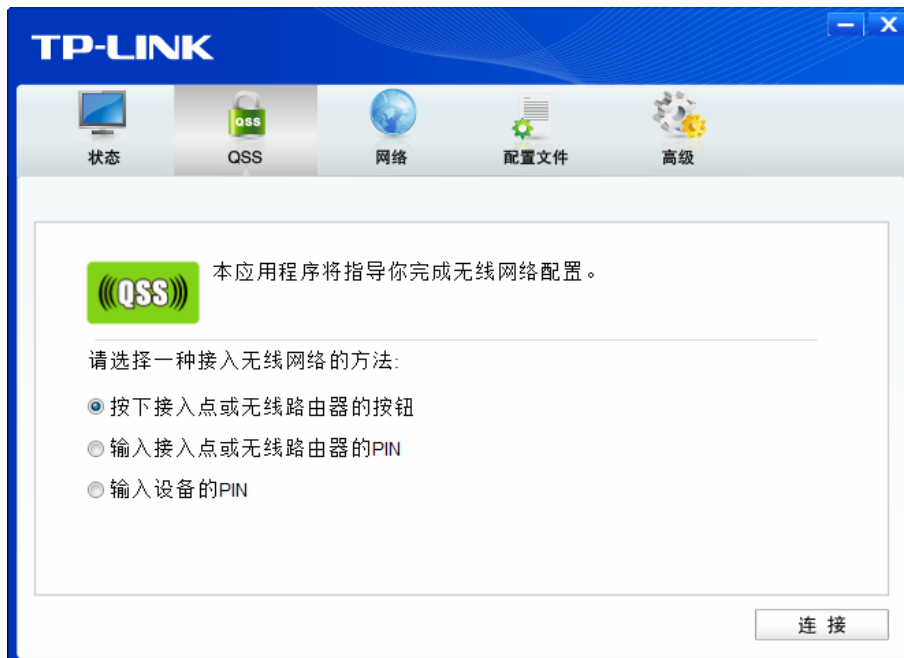 TP-LINK
QSS
状态
QSS
网络
配置文件
高级
QSS
本应用程序将指导你完成无线网络配置。
请选择一种接入无线网络的方法:
按下接入点或无线路由器的按钮
输入接入点或无线路由器的PIN
输入设备的PIN
连 接